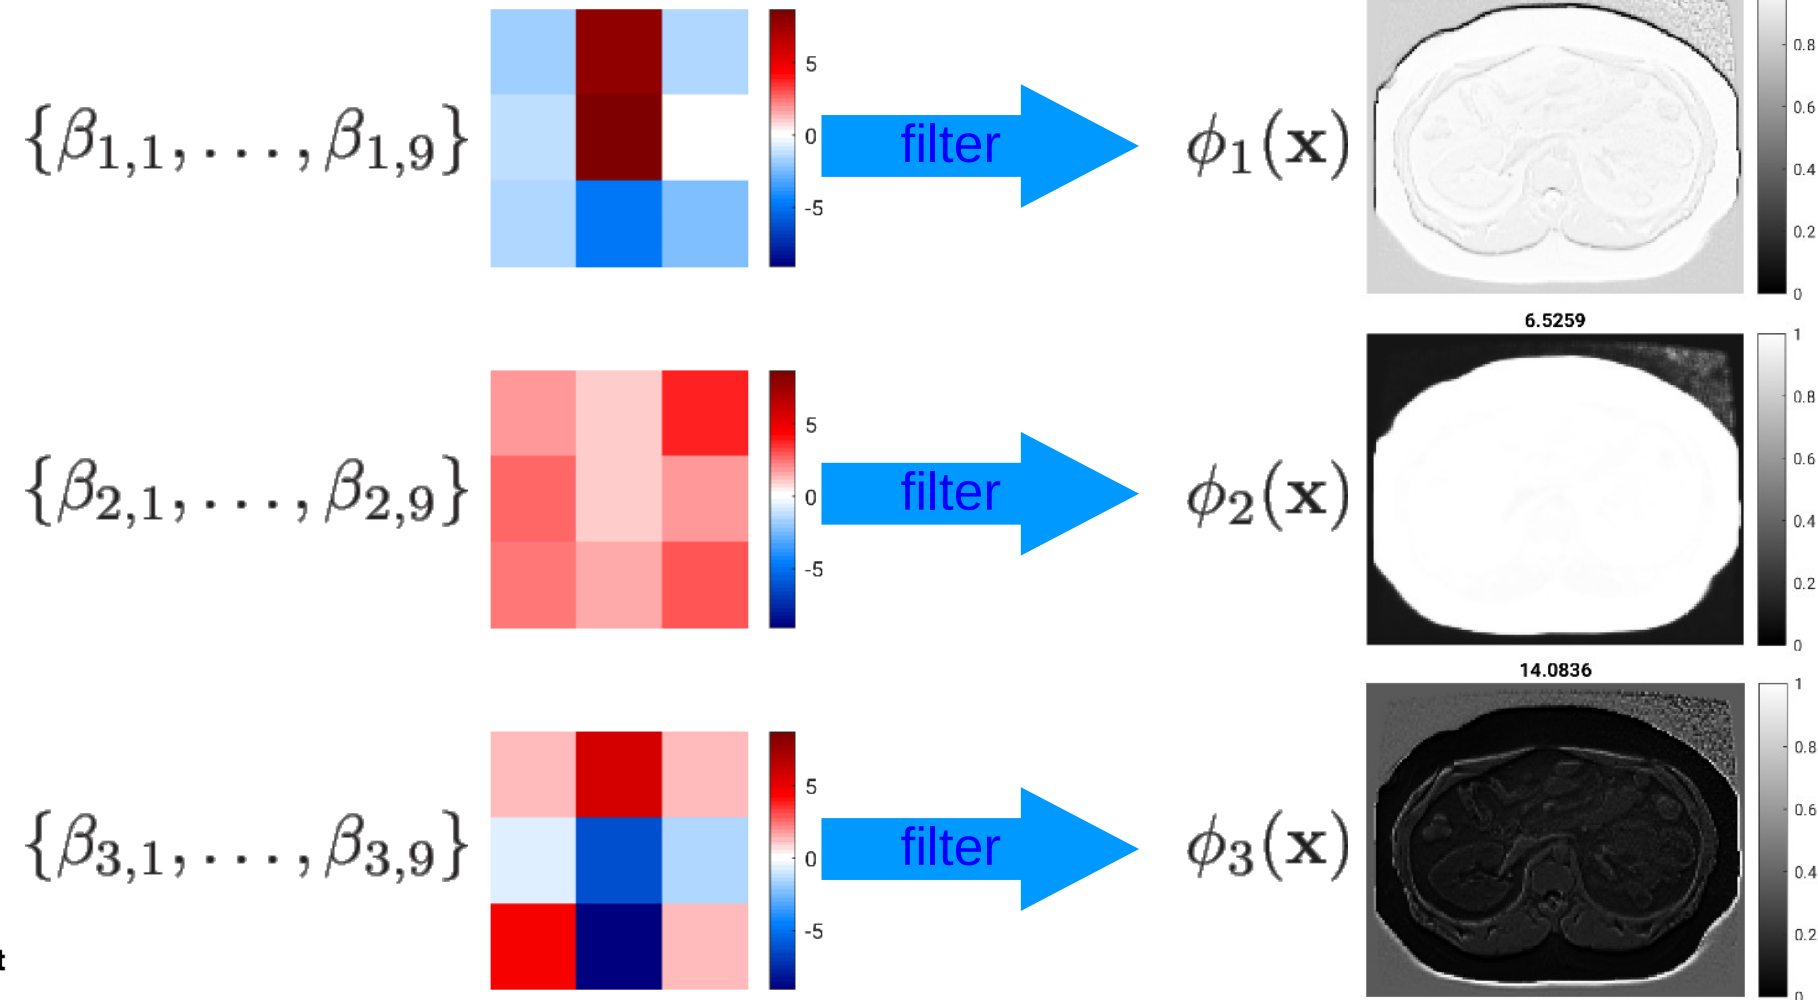 {β1,1, . . . , β1,9}
5
0
-5
filter
ϕ1(x)
0.8
0.6
0.4
0.2
0
6.5259
{β2,1, . . . , β2,9}
5
0
-5
filter
ϕ2(x)
1
0.8
0.6
0.4
0.2
0
14.0836
{β3,1, . . . , β3,9}
5
0
-5
filter
ϕ3(x)
1
0.8
0.6
0.4
0.2
0
t